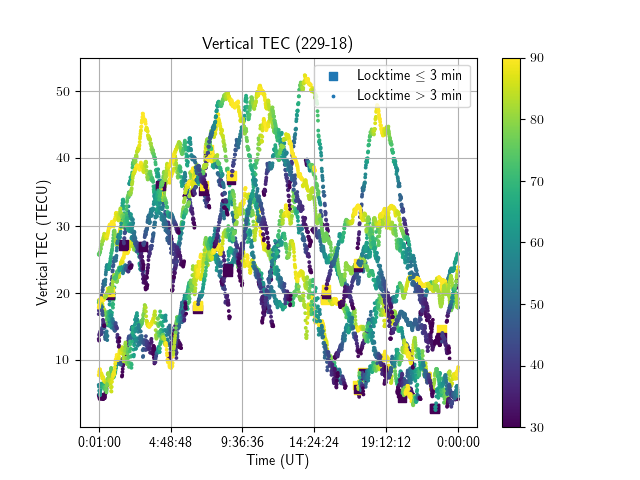 Vertical TEC (229-18)
Locktime ≤ 3 min
Locktime > 3 min
Vertical TEC (TECU)
50
40
30
20
10
0:01:00 4:48:48 9:36:36 14:24:24 19:12:12 0:00:00
Time (UT)
90
80
70
60
50
40
30